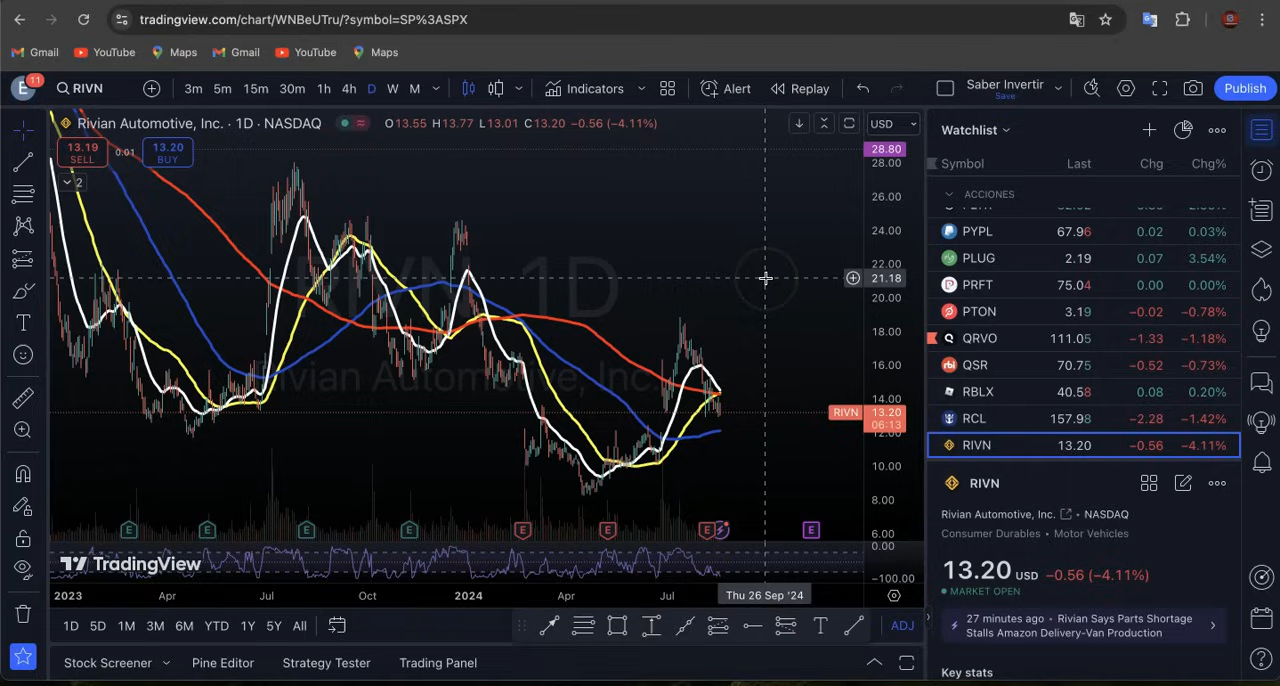 tradingview.com/chart/WNBeUTru/?symbol=SP%3ASPX
Gmail YouTube Maps Gmail YouTube Maps
E 11 RIVN 3m 5m 15m 30m 1h 4h D W M Indicators Alert Replay Saber Invertir Save Publish
Rivian Automotive, Inc. · 1D · NASDAQ O13.55 H13.77 L13.01 C13.20 −0.56 (−4.11%) USD
13.19 SELL 0.01 13.20 BUY
2
28.80
28.00
26.00
24.00
22.00
21.18
20.00
18.00
16.00
14.00
RIVN 13.20
06:13
12.00
10.00
8.00
6.00
0.00
−100.00
RIVN 1D
Rivian Automotive, Inc.
E E E E E E E E
TradingView
2023 Apr Jul Oct 2024 Apr Jul Thu 26 Sep '24
1D 5D 1M 3M 6M YTD 1Y 5Y All ADJ
Stock Screener Pine Editor Strategy Tester Trading Panel
Watchlist
Symbol Last Chg Chg%
ACCIONES
PYPL 67.96 0.02 0.03%
PLUG 2.19 0.07 3.54%
PRFT 75.04 0.00 0.00%
PTON 3.19 −0.02 −0.78%
QRVO 111.05 −1.33 −1.18%
QSR 70.75 −0.52 −0.73%
RBLX 40.58 0.08 0.20%
RCL 157.98 −2.28 −1.42%
RIVN 13.20 −0.56 −4.11%
RIVN
Rivian Automotive, Inc. • NASDAQ
Consumer Durables • Motor Vehicles
13.20 USD −0.56 (−4.11%)
MARKET OPEN
27 minutes ago • Rivian Says Parts Shortage
Stalls Amazon Delivery-Van Production
Key stats